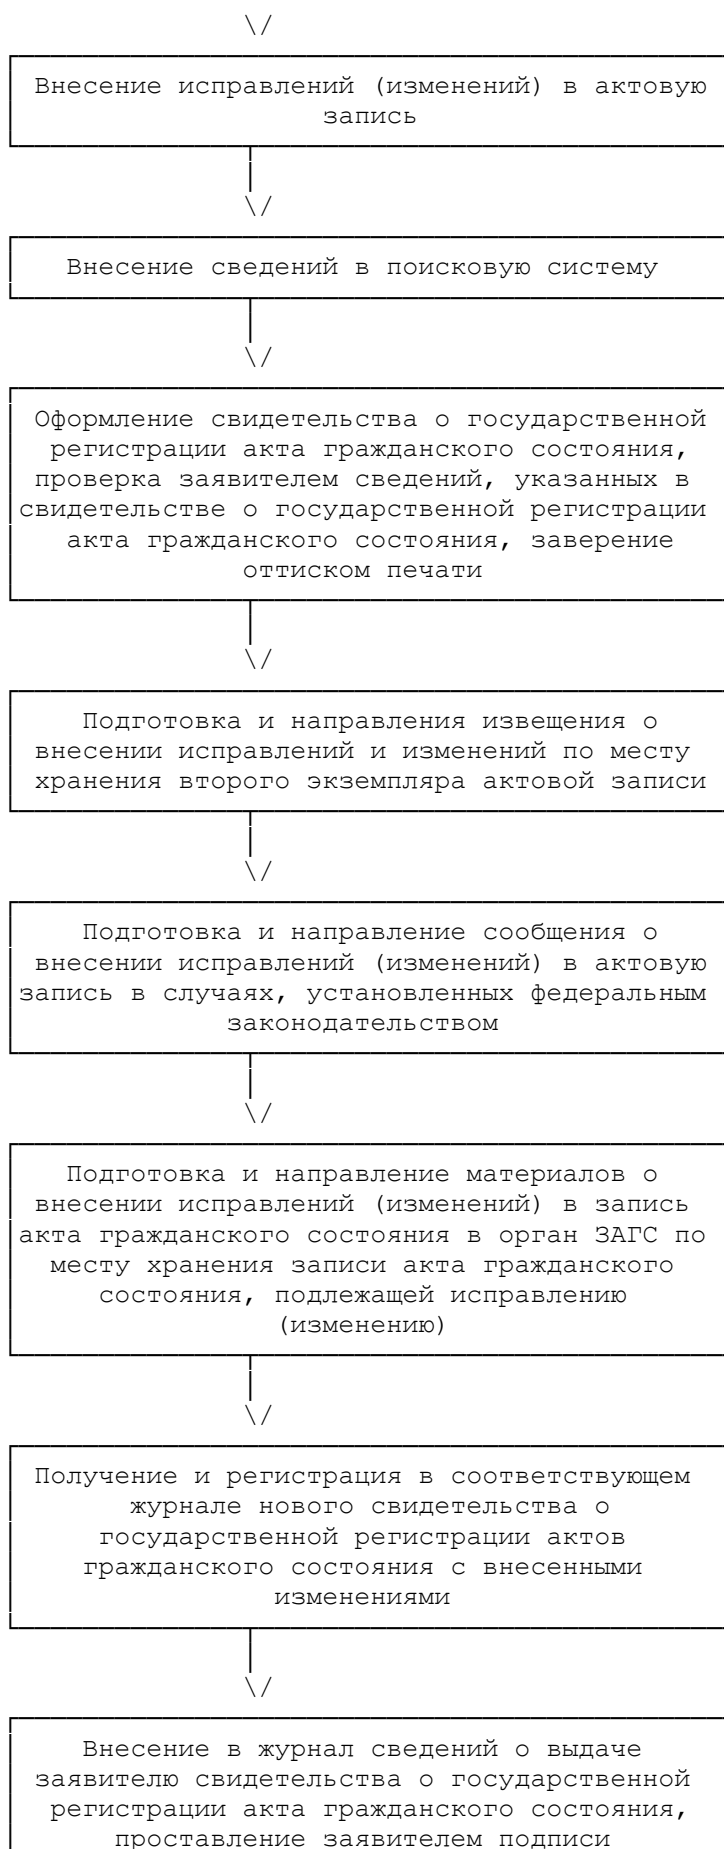 \/
Внесение исправлений (изменений) в актовую
запись
\/
Внесение сведений в поисковую систему
\/
Оформление свидетельства о государственной
регистрации акта гражданского состояния,
проверка заявителем сведений, указанных в
свидетельстве о государственной регистрации
акта гражданского состояния, заверение
оттиском печати
\/
Подготовка и направления извещения о
внесении исправлений и изменений по месту
хранения второго экземпляра актовой записи
\/
Подготовка и направление сообщения о
внесении исправлений (изменений) в актовую
запись в случаях, установленных федеральным
законодательством
\/
Подготовка и направление материалов о
внесении исправлений (изменений) в запись
акта гражданского состояния в орган ЗАГС по
месту хранения записи акта гражданского
состояния, подлежащей исправлению
(изменению)
\/
Получение и регистрация в соответствующем
журнале нового свидетельства о
государственной регистрации актов
гражданского состояния с внесенными
изменениями
\/
Внесение в журнал сведений о выдаче
заявителю свидетельства о государственной
регистрации акта гражданского состояния,
проставление заявителем подписи